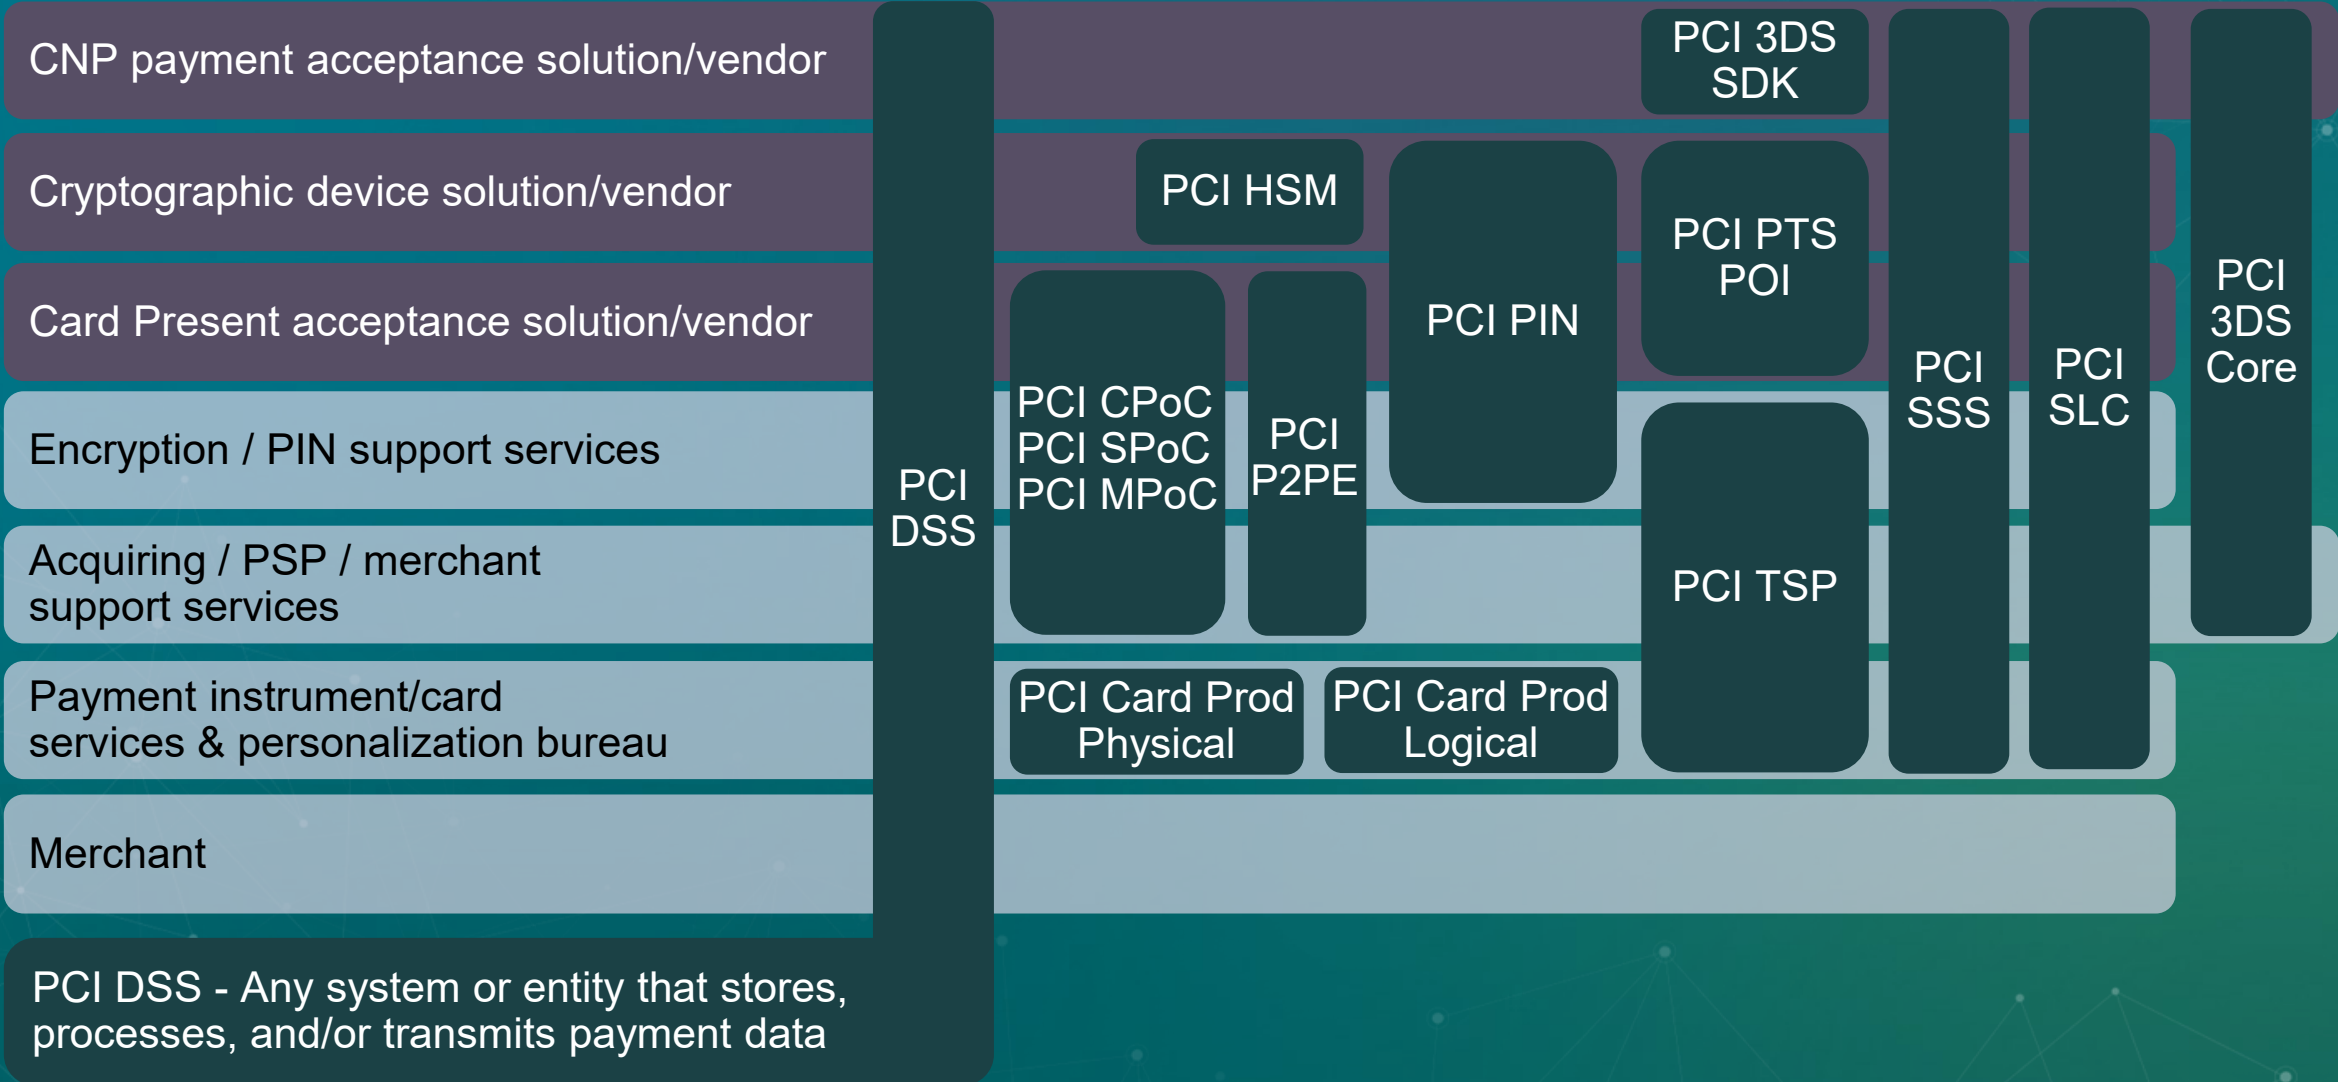 CNP payment acceptance solution/vendor
Cryptographic device solution/vendor
Card Present acceptance solution/vendor
Encryption / PIN support services
Acquiring / PSP / merchant
support services
Payment instrument/card
services & personalization bureau
Merchant
PCI DSS - Any system or entity that stores,
processes, and/or transmits payment data
PCI
DSS
PCI CPoC
PCI SPoC
PCI MPoC
PCI HSM
PCI
P2PE
PCI PIN
PCI 3DS
SDK
PCI PTS
POI
PCI TSP
PCI Card Prod
Physical
PCI Card Prod
Logical
PCI
SSS
PCI
SLC
PCI
3DS
Core